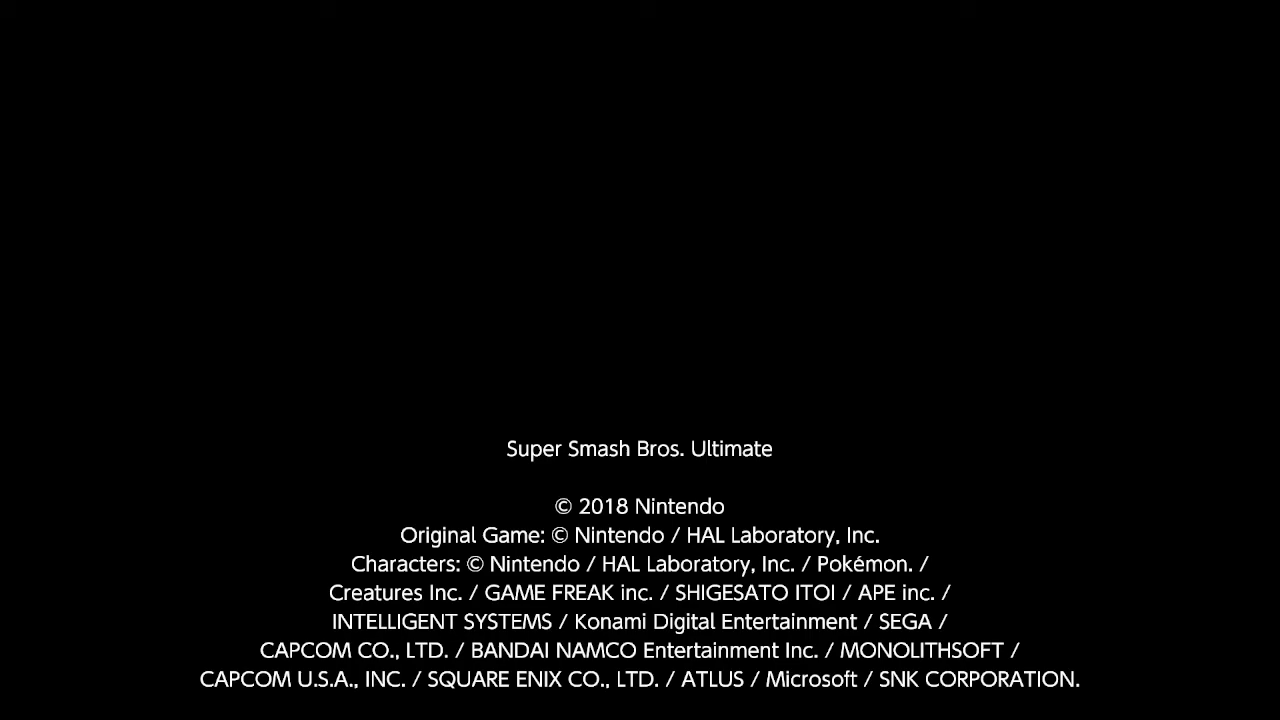 Super Smash Bros. Ultimate
© 2018 Nintendo
Original Game: © Nintendo / HAL Laboratory, Inc.
Characters: © Nintendo / HAL Laboratory, Inc. / Pokémon. /
Creatures Inc. / GAME FREAK inc. / SHIGESATO ITOI / APE inc. /
INTELLIGENT SYSTEMS / Konami Digital Entertainment / SEGA /
CAPCOM CO., LTD. / BANDAI NAMCO Entertainment Inc. / MONOLITHSOFT /
CAPCOM U.S.A., INC. / SQUARE ENIX CO., LTD. / ATLUS / Microsoft / SNK CORPORATION.